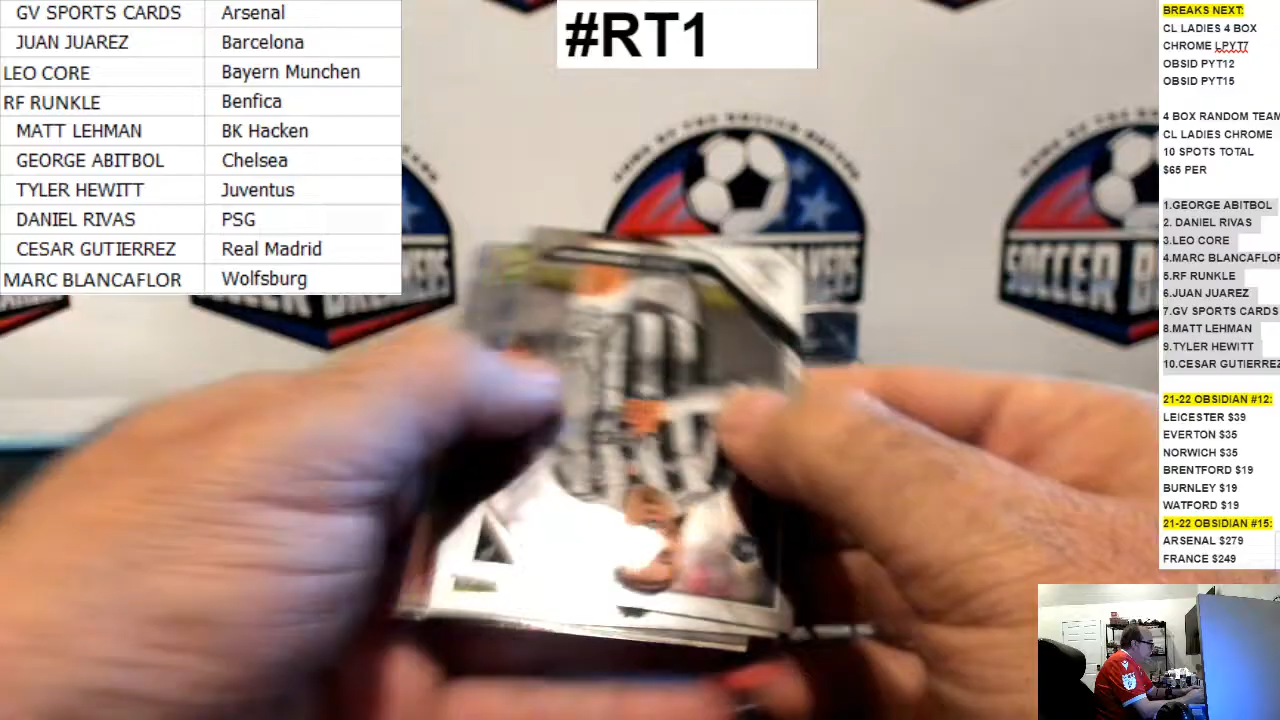 GV SPORTS CARDS Arsenal
JUAN JUAREZ Barcelona
LEO CORE Bayern Munchen
RF RUNKLE Benfica
MATT LEHMAN BK Hacken
GEORGE ABITBOL Chelsea
TYLER HEWITT Juventus
DANIEL RIVAS PSG
CESAR GUTIERREZ Real Madrid
MARC BLANCAFLOR Wolfsburg
#RT1
BREAKS NEXT:
CL LADIES 4 BOX
CHROME LPYT7
OBSID PYT12
OBSID PYT15
4 BOX RANDOM TEAM
CL LADIES CHROME
10 SPOTS TOTAL
$65 PER
1.GEORGE ABITBOL
2. DANIEL RIVAS
3.LEO CORE
4.MARC BLANCAFLOR
5.RF RUNKLE
6.JUAN JUAREZ
7.GV SPORTS CARDS
8.MATT LEHMAN
9.TYLER HEWITT
10.CESAR GUTIERREZ
21-22 OBSIDIAN #12:
LEICESTER $39
EVERTON $35
NORWICH $35
BRENTFORD $19
BURNLEY $19
WATFORD $19
21-22 OBSIDIAN #15:
ARSENAL $279
FRANCE $249
SOCCER BR